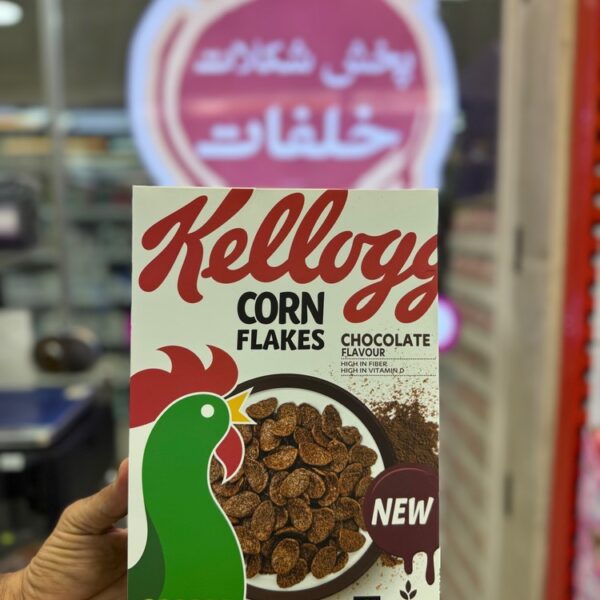 پخش شکلات
خلفات
Kellogg
CORN
FLAKES
CHOCOLATE
FLAVOUR
HIGH IN FIBER
HIGH IN VITAMIN D
NEW